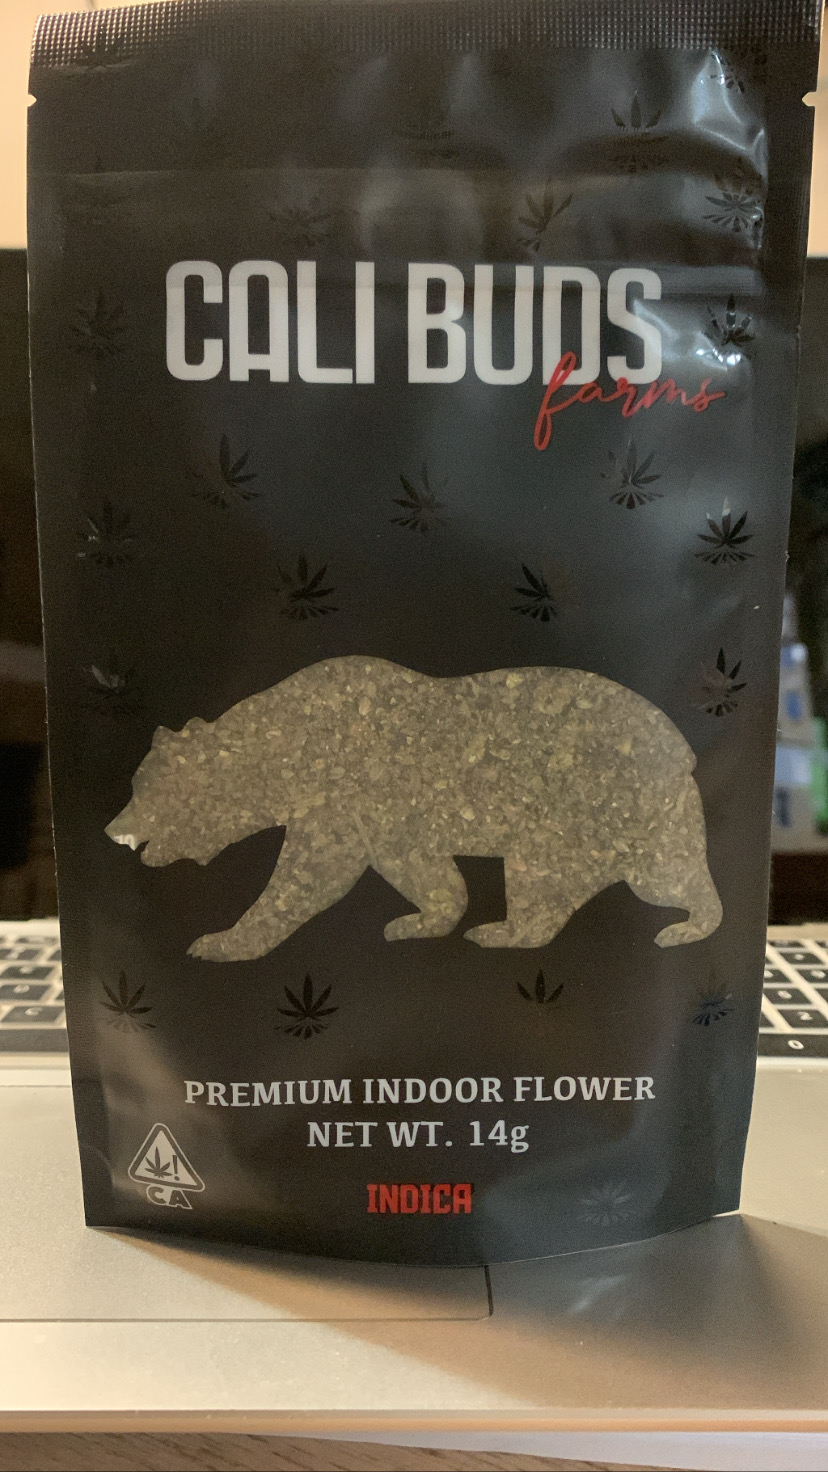 CALI BUDS
farms
PREMIUM INDOOR FLOWER
NET WT. 14g
!
CA
INDICA